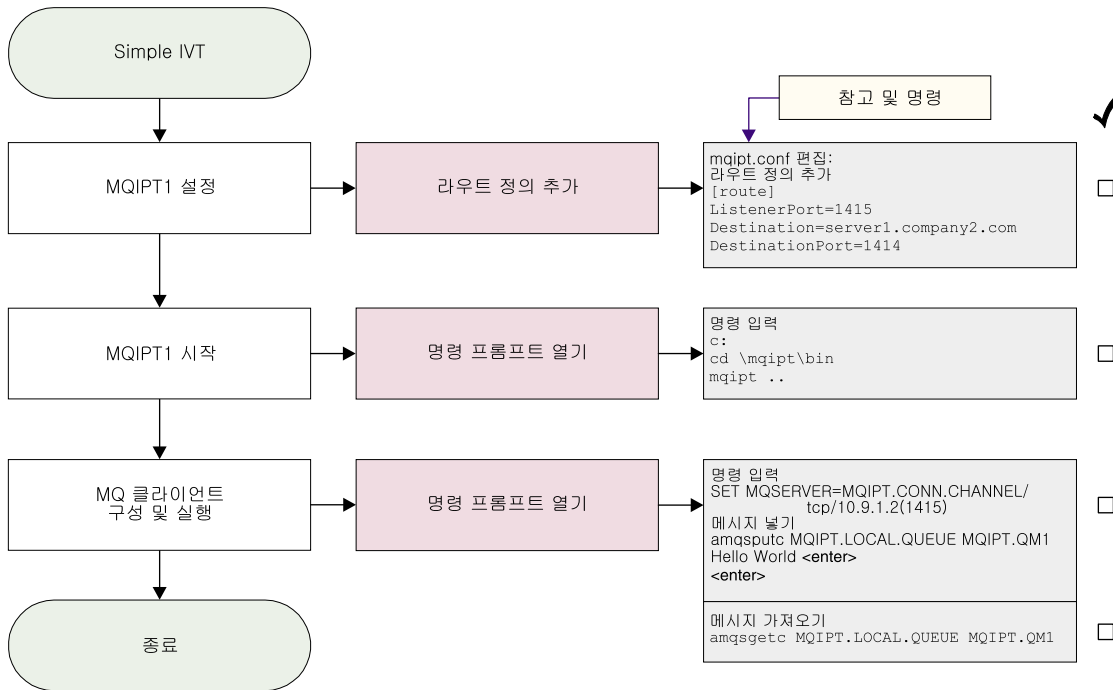 Simple IVT
참고 및 명령
MQIPT1 설정
라우트 정의 추가
mqipt.conf 편집:
라우트 정의 추가
[route]
ListenerPort=1415
Destination=server1.company2.com
DestinationPort=1414
MQIPT1 시작
명령 프롬프트 열기
명령 입력
c:
cd \mqipt\bin
mqipt ..
MQ 클라이언트
구성 및 실행
명령 프롬프트 열기
명령 입력
SET MQSERVER=MQIPT.CONN.CHANNEL/
tcp/10.9.1.2(1415)
메시지 넣기
amqsputc MQIPT.LOCAL.QUEUE MQIPT.QM1
Hello World <enter>
<enter>
메시지 가져오기
amqsgetc MQIPT.LOCAL.QUEUE MQIPT.QM1
종료